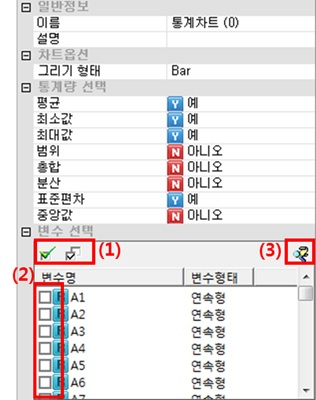 일반정보
이름 통계차트 (0)
설명
차트옵션
그리기 형태 Bar
통계량 선택
평균 Y 예
최소값 Y 예
최대값 Y 예
범위 N 아니오
총합 N 아니오
분산 N 아니오
표준편차 Y 예
중앙값 N 아니오
변수 선택
(1) (3)
(2) 변수명 변수형태
A1 연속형
A2 연속형
A3 연속형
A4 연속형
A5 연속형
A6 연속형
A7 연속형